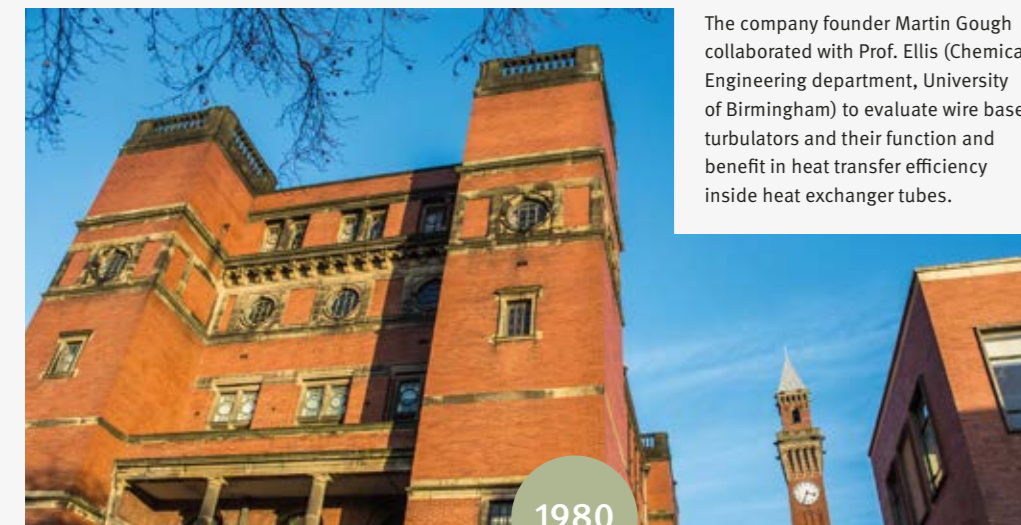 The company founder Martin Gough
collaborated with Prof. Ellis (Chemica
Engineering department, University
of Birmingham) to evaluate wire base
turbulators and their function and
benefit in heat transfer efficiency
inside heat exchanger tubes.
1980